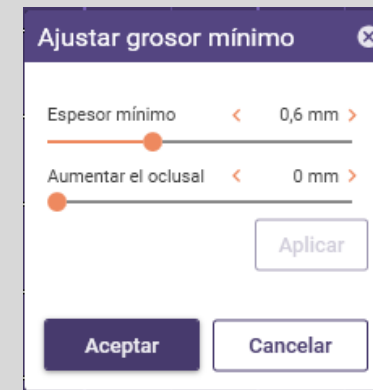 Ajustar grosor mínimo
Espesor mínimo < 0,6 mm >
Aumentar el oclusal < 0 mm >
Aplicar
Aceptar Cancelar